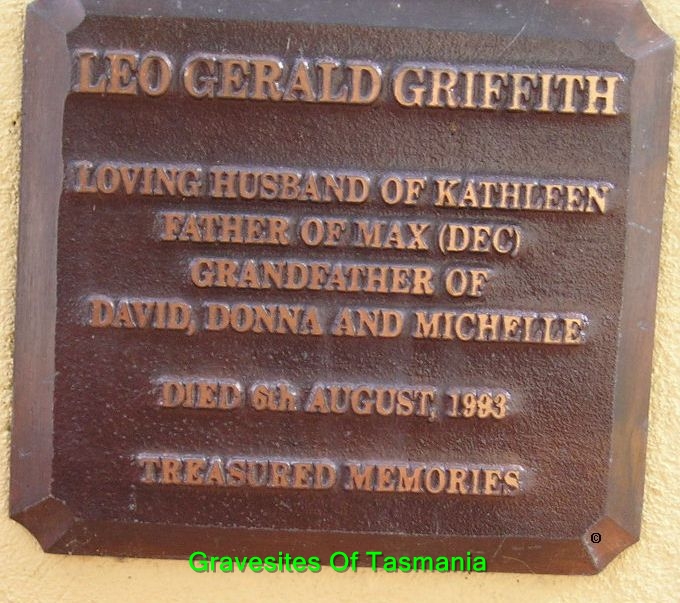 LEO GERALD GRIFFITH
LOVING HUSBAND OF KATHLEEN
FATHER OF MAX (DEC)
GRANDFATHER OF
DAVID, DONNA AND MICHELLE
DIED 6th AUGUST, 1993
TREASURED MEMORIES
©
Gravesites Of Tasmania